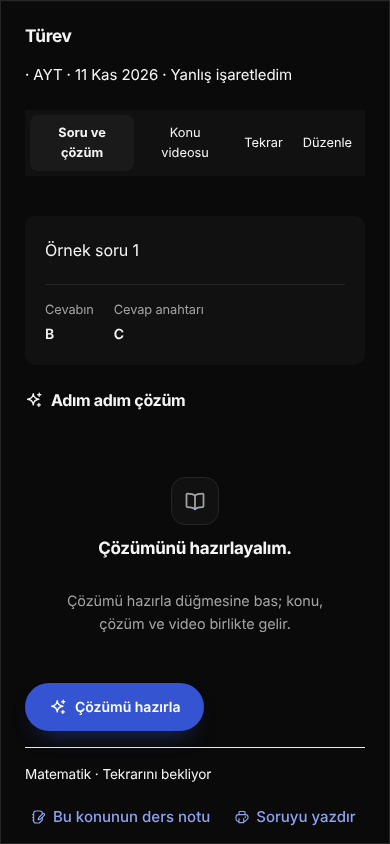 Türev
· AYT · 11 Kas 2026 · Yanlış işaretledim
Soru ve
çözüm
Konu
videosu
Tekrar
Düzenle
Örnek soru 1
Cevabın
Cevap anahtarı
B
C
Adım adım çözüm
Çözümünü hazırlayalım.
Çözümü hazırla düğmesine bas; konu,
çözüm ve video birlikte gelir.
Çözümü hazırla
Matematik · Tekrarını bekliyor
Bu konunun ders notu
Soruyu yazdır